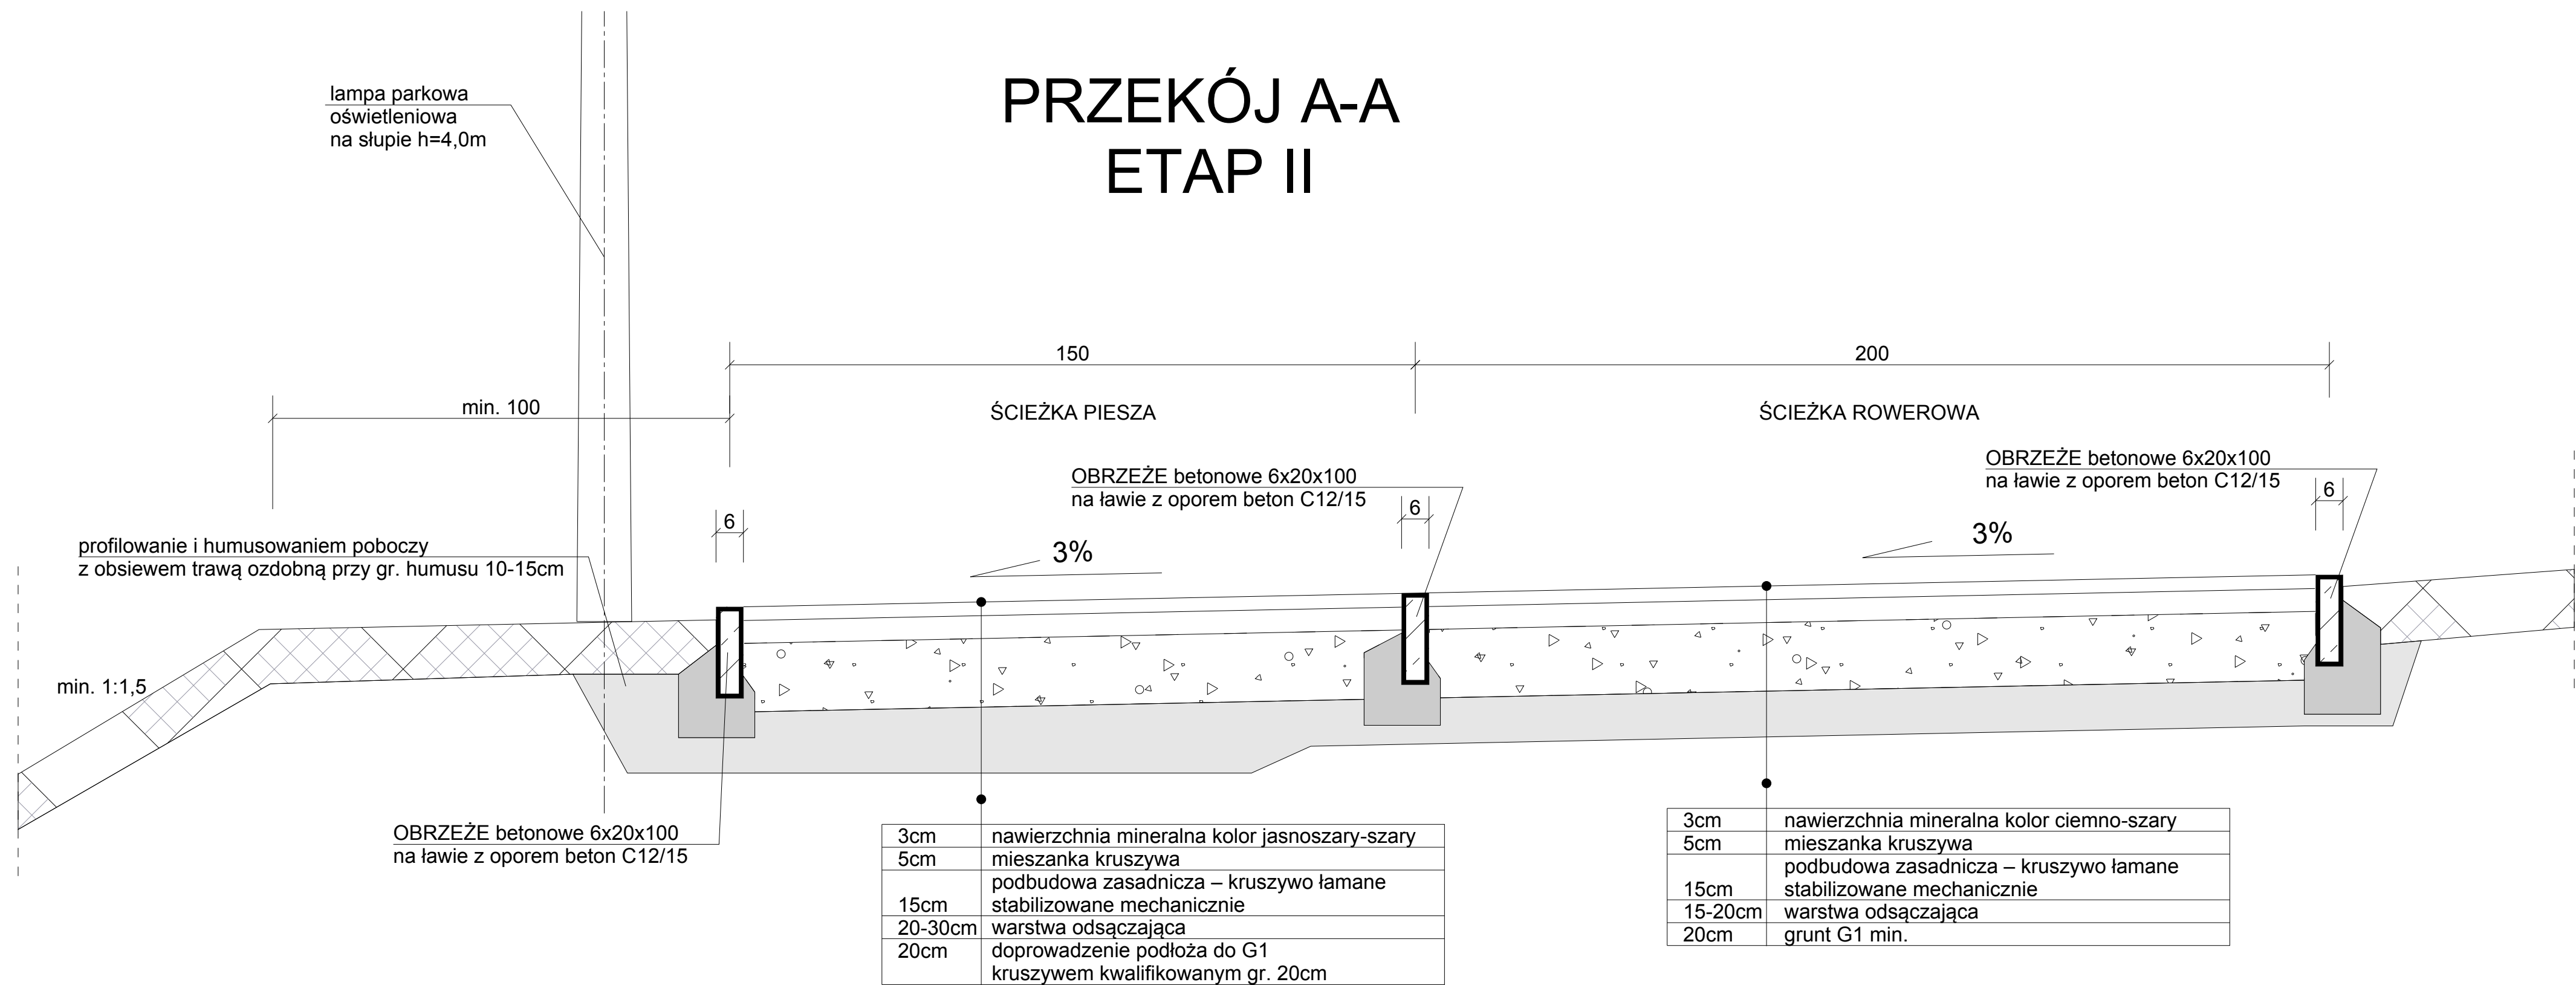 PRZEKÓJ A-A
ETAP II
lampa parkowa
oświetleniowa
na słupie h=4,0m
150
200
min. 100
ŚCIEŻKA PIESZA
ŚCIEŻKA ROWEROWA
OBRZEŻE betonowe 6x20x100
na ławie z oporem beton C12/15
OBRZEŻE betonowe 6x20x100
na ławie z oporem beton C12/15
6
6
6
3%
3%
profilowanie i humusowaniem poboczy
z obsiewem trawą ozdobną przy gr. humusu 10-15cm
min. 1:1,5
OBRZEŻE betonowe 6x20x100
na ławie z oporem beton C12/15
3cm nawierzchnia mineralna kolor jasnoszary-szary
5cm mieszanka kruszywa
podbudowa zasadnicza – kruszywo łamane
15cm stabilizowane mechanicznie
20-30cm warstwa odsączająca
20cm doprowadzenie podłoża do G1
kruszywem kwalifikowanym gr. 20cm
3cm nawierzchnia mineralna kolor ciemno-szary
5cm mieszanka kruszywa
podbudowa zasadnicza – kruszywo łamane
15cm stabilizowane mechanicznie
15-20cm warstwa odsączająca
20cm grunt G1 min.